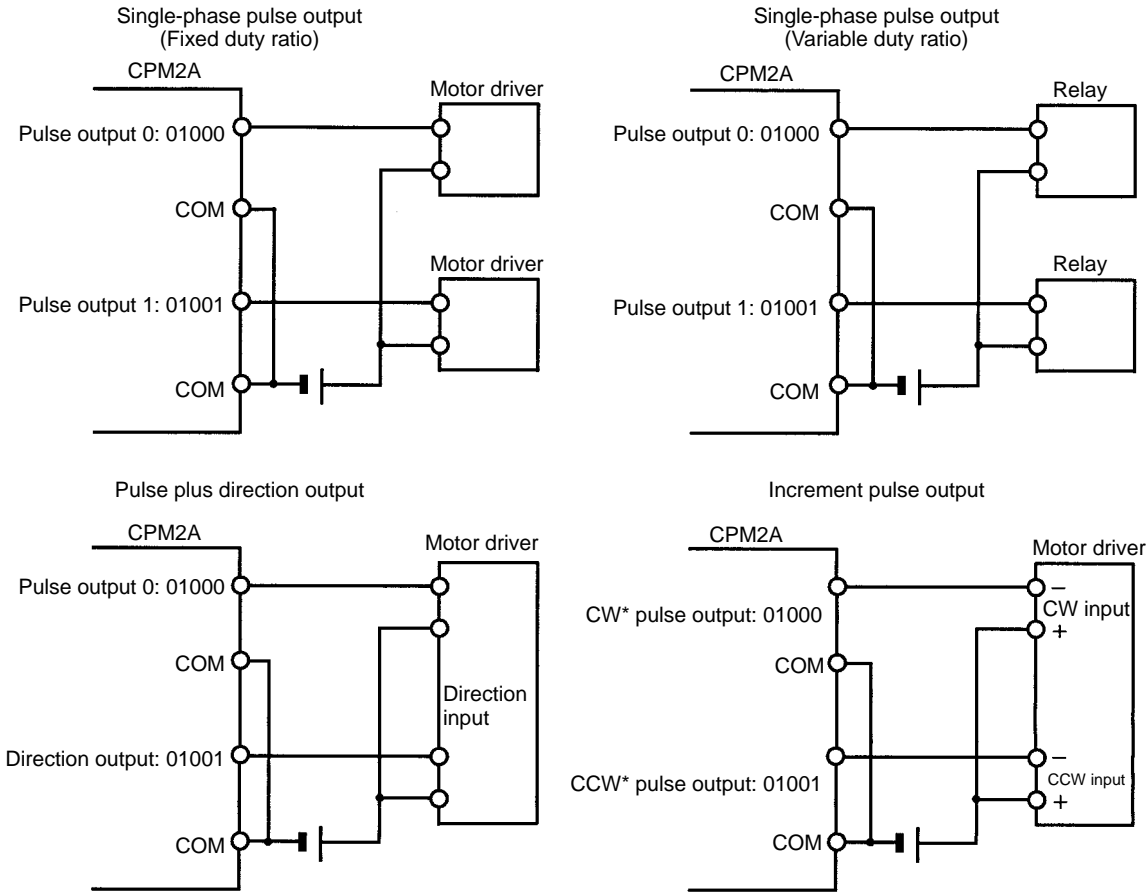 Single-phase pulse output
(Fixed duty ratio)
CPM2A
Motor driver
Pulse output 0: 01000
COM
Motor driver
Pulse output 1: 01001
COM
Single-phase pulse output
(Variable duty ratio)
CPM2A
Relay
Pulse output 0: 01000
COM
Relay
Pulse output 1: 01001
COM
Pulse plus direction output
CPM2A
Motor driver
Pulse output 0: 01000
COM
Direction
input
Direction output: 01001
COM
Increment pulse output
CPM2A
Motor driver
−
CW* pulse output: 01000
CW input
+
COM
−
CCW* pulse output: 01001
CCW input
+
COM